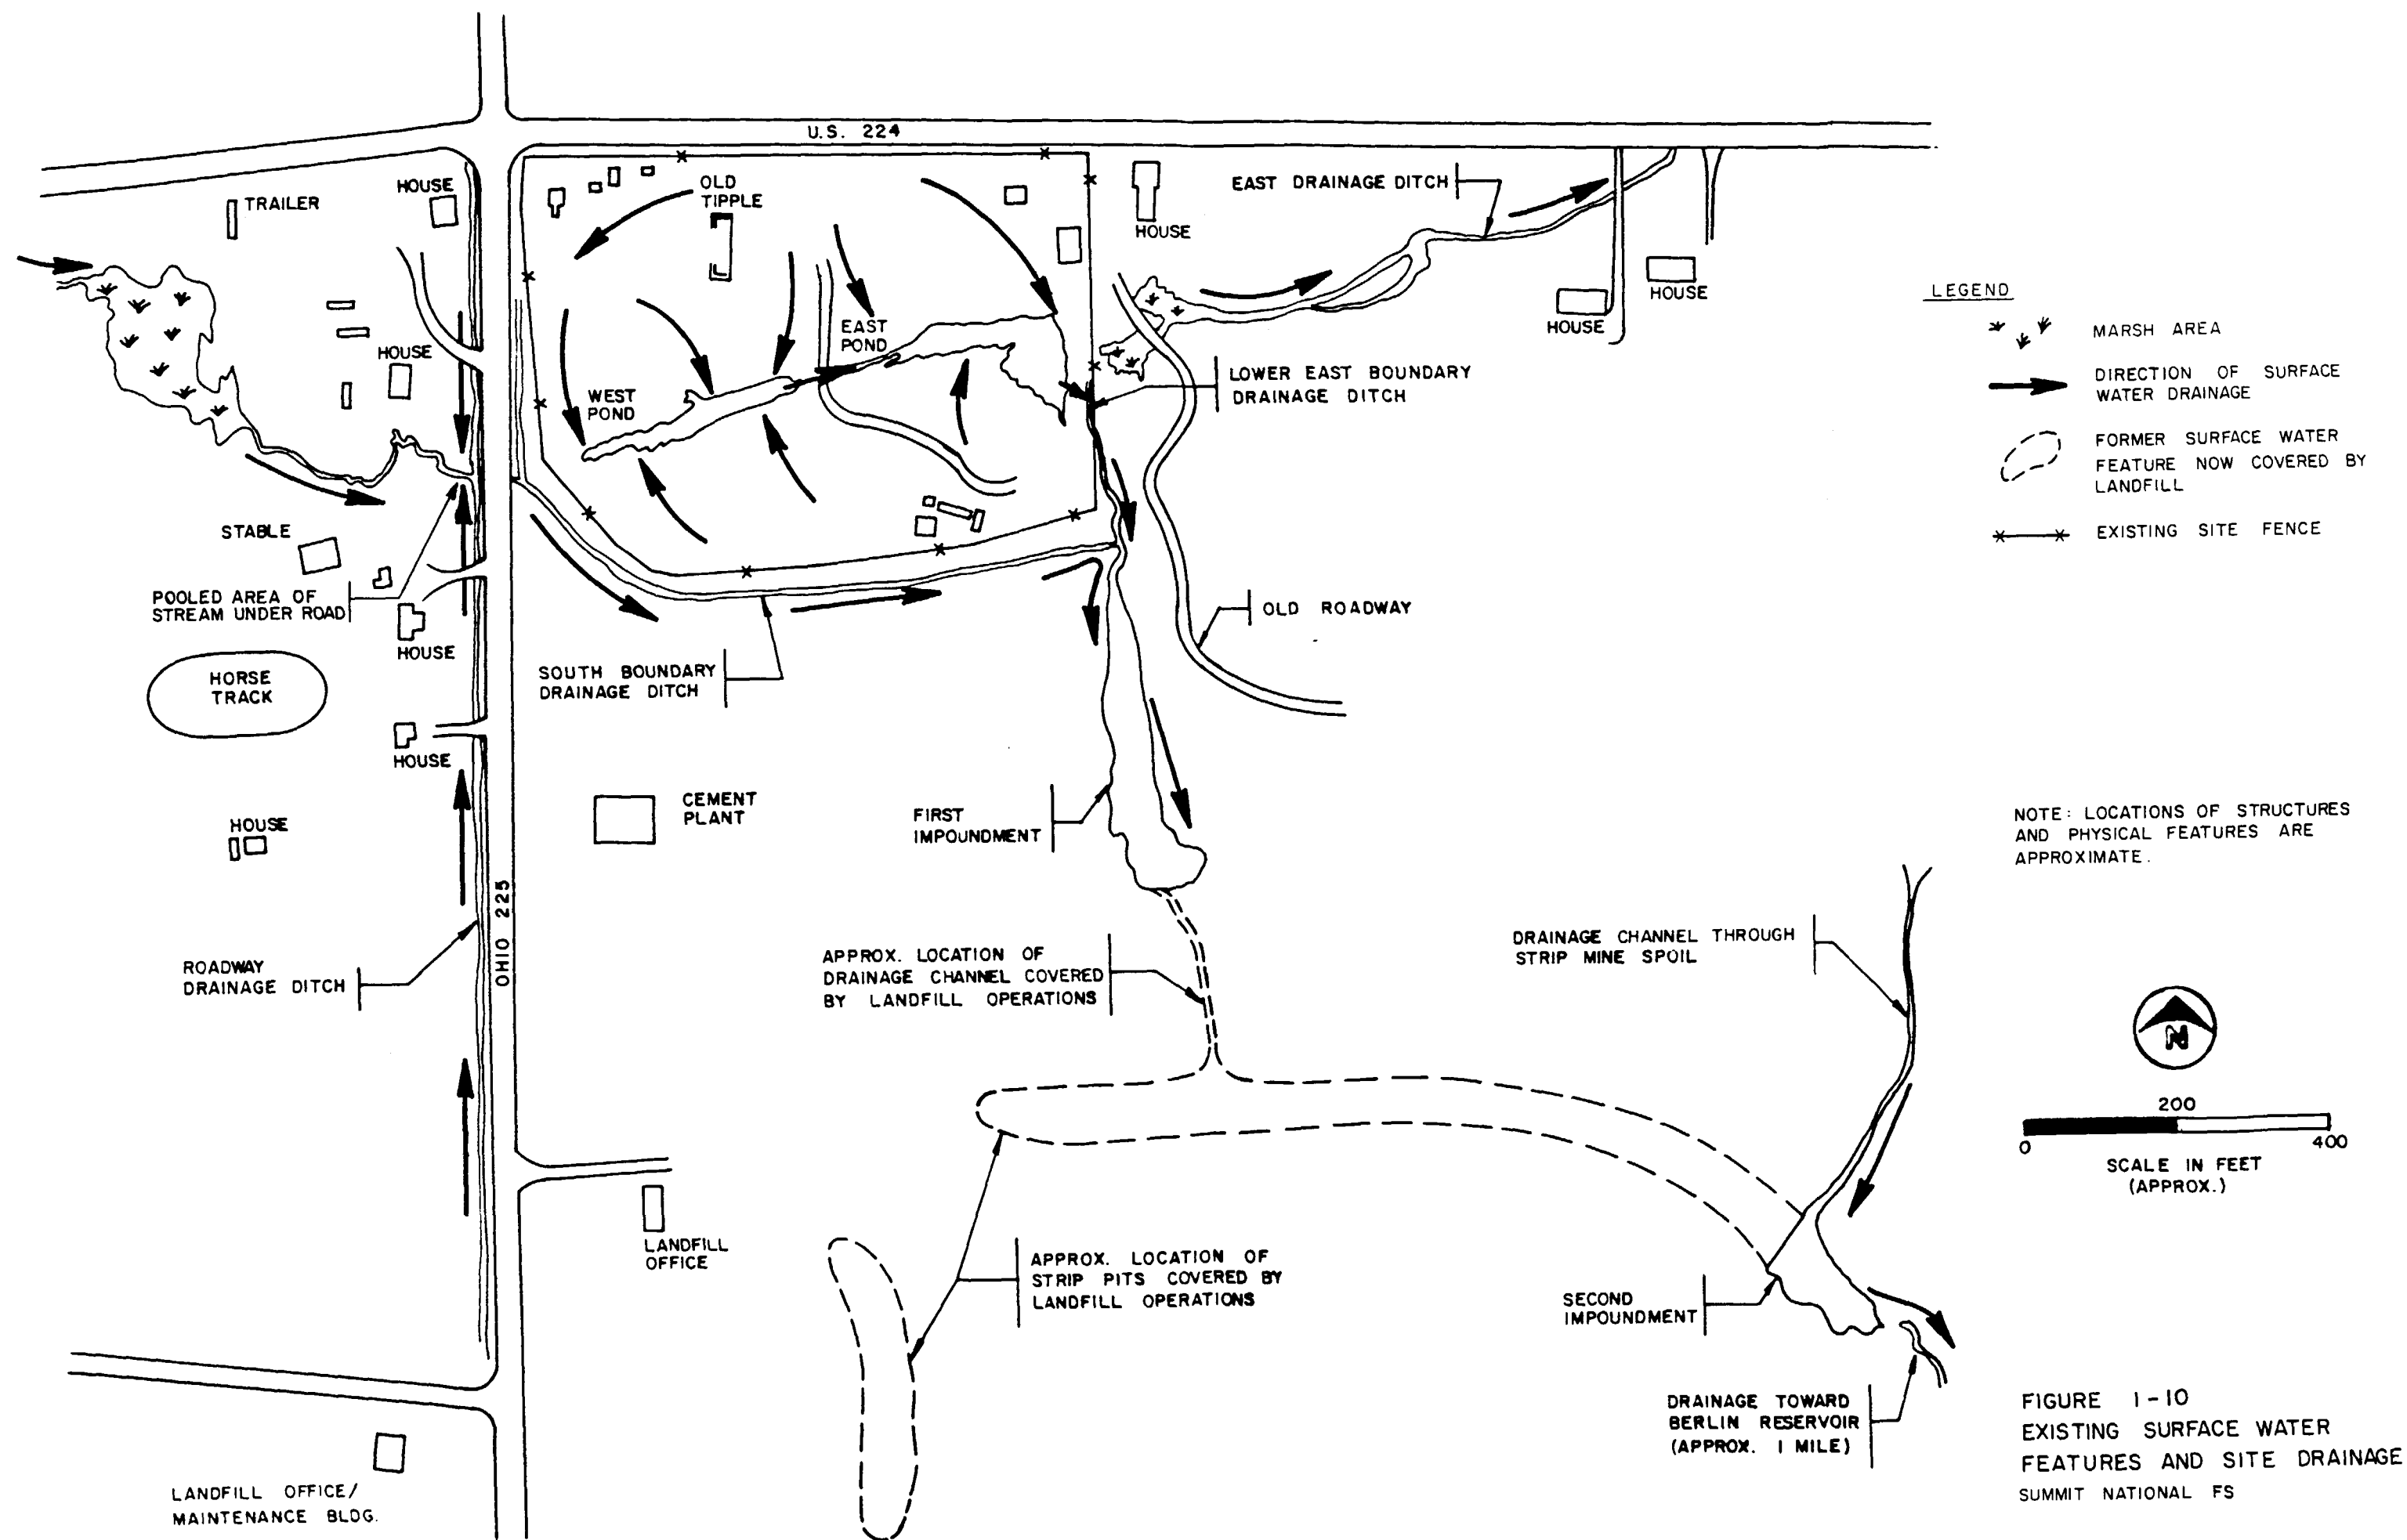 U.S. 224
OLD
TIPPLE
HOUSE
TRAILER
EAST DRAINAGE DITCH
HOUSE
HOUSE
HOUSE
HOUSE
EAST
POND
WEST
POND
LOWER EAST BOUNDARY
DRAINAGE DITCH
STABLE
POOLED AREA OF
STREAM UNDER ROAD
HOUSE
OLD ROADWAY
HORSE
TRACK
SOUTH BOUNDARY
DRAINAGE DITCH
HOUSE
CEMENT
PLANT
FIRST
IMPOUNDMENT
HOUSE
OHIO 225
ROADWAY
DRAINAGE DITCH
APPROX. LOCATION OF
DRAINAGE CHANNEL COVERED
BY LANDFILL OPERATIONS
DRAINAGE CHANNEL THROUGH
STRIP MINE SPOIL
LANDFILL
OFFICE
APPROX. LOCATION OF
STRIP PITS COVERED BY
LANDFILL OPERATIONS
SECOND
IMPOUNDMENT
DRAINAGE TOWARD
BERLIN RESERVOIR
(APPROX. 1 MILE)
LANDFILL OFFICE/
MAINTENANCE BLDG.
LEGEND
MARSH AREA
DIRECTION OF SURFACE
WATER DRAINAGE
FORMER SURFACE WATER
FEATURE NOW COVERED BY
LANDFILL
EXISTING SITE FENCE
NOTE: LOCATIONS OF STRUCTURES
AND PHYSICAL FEATURES ARE
APPROXIMATE.
N
200
0 400
SCALE IN FEET
(APPROX.)
FIGURE 1-10
EXISTING SURFACE WATER
FEATURES AND SITE DRAINAGE
SUMMIT NATIONAL FS